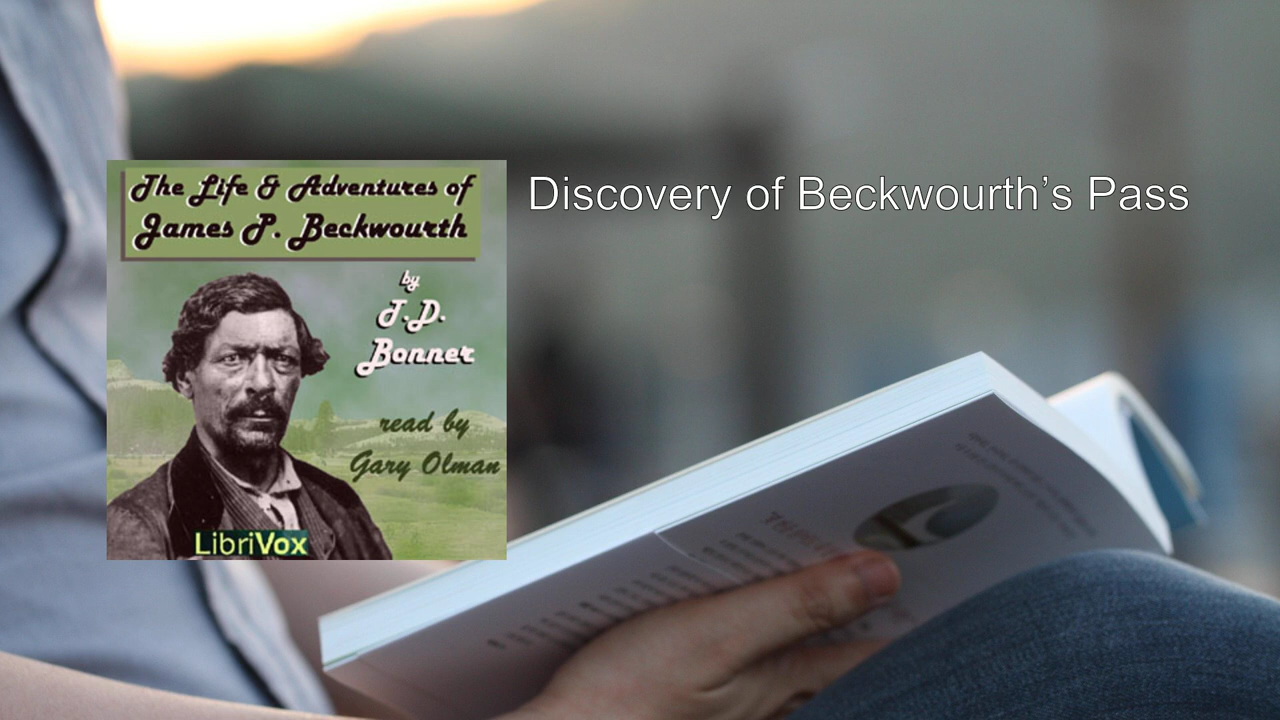 The Life & Adventures of
James P. Beckwourth
by
T.D.
Bonner
read by
Gary Olman
LibriVox
Discovery of Beckwourth’s Pass